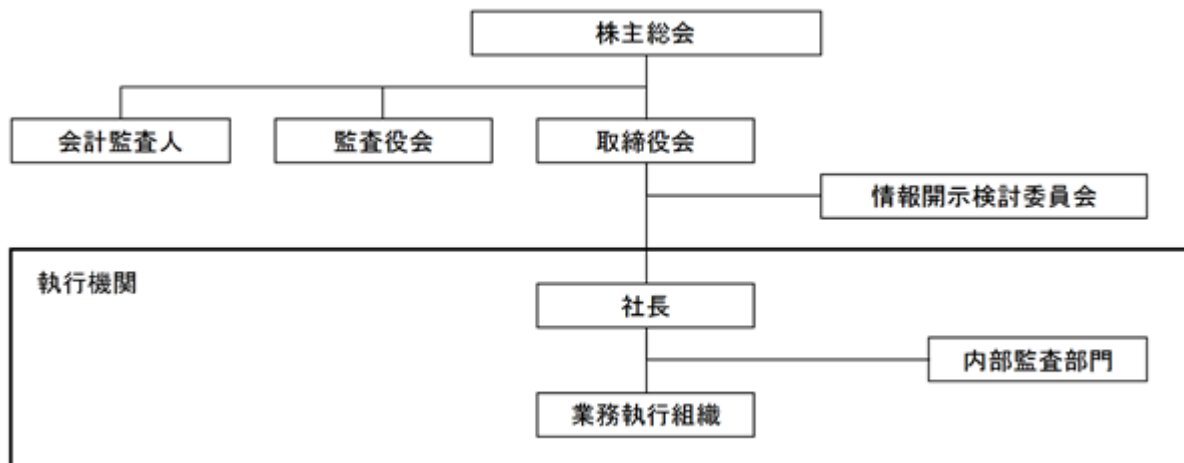 株主総会
会計監査人
監査役会
取締役会
情報開示検討委員会
執行機関
社長
内部監査部門
業務執行組織